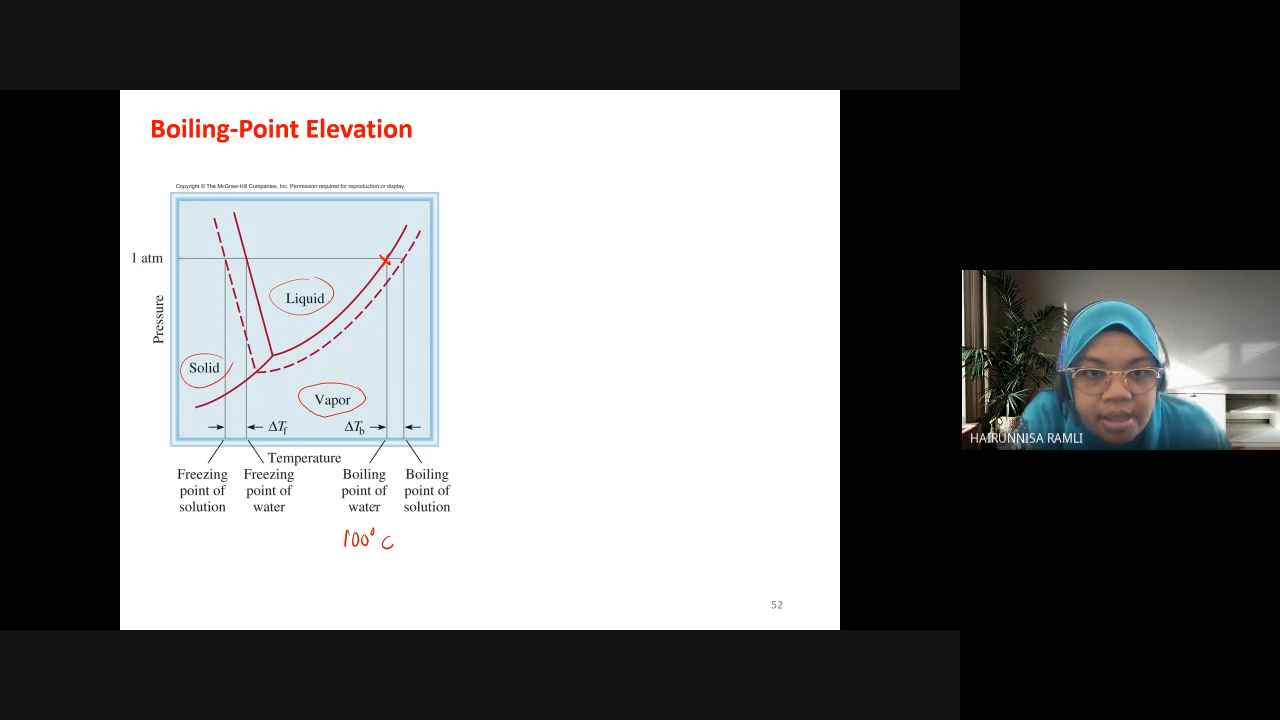 Boiling-Point Elevation
Copyright © The McGraw-Hill Companies, Inc. Permission required for reproduction or display.
1 atm
Liquid
Pressure
Solid
Vapor
ΔTf
ΔTb
Temperature
Freezing point of solution
Freezing point of water
Boiling point of water
Boiling point of solution
100° C
52
HAIRUNNISA RAMLI